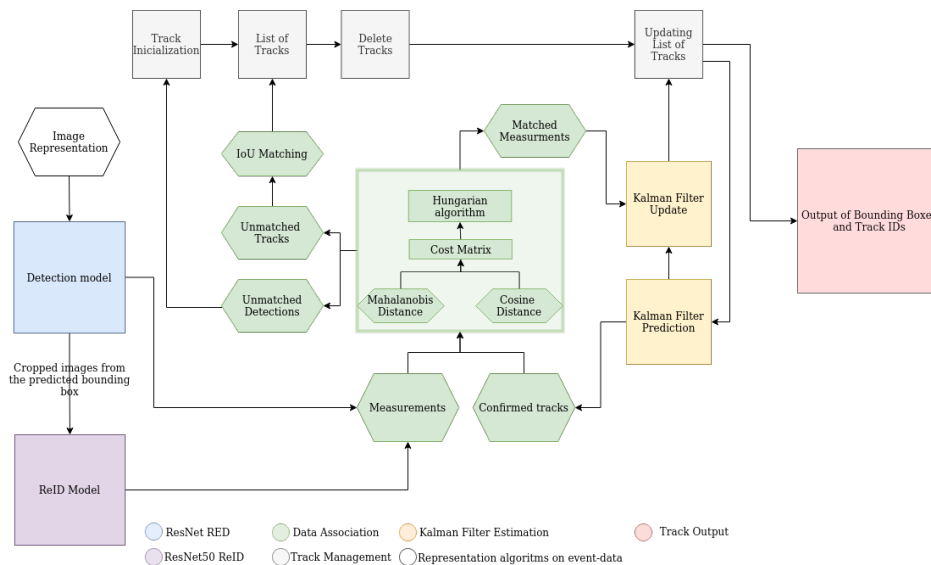 Track
Inicialization
List of
Tracks
Delete
Tracks
Updating
List of
Tracks
Image
Representation
IoU Matching
Matched
Measurments
Hungarian
algorithm
Kalman Filter
Update
Output of Bounding Boxe
and Track IDs
Unmatched
Tracks
Cost Matrix
Detection model
Unmatched
Detections
Mahalanobis
Distance
Cosine
Distance
Kalman Filter
Prediction
Cropped images from
the predicted bounding
box
Measurements
Confirmed tracks
ReID Model
ResNet RED
Data Association
Kalman Filter Estimation
Track Output
ResNet50 ReID
Track Management
Representation algoritms on event-data